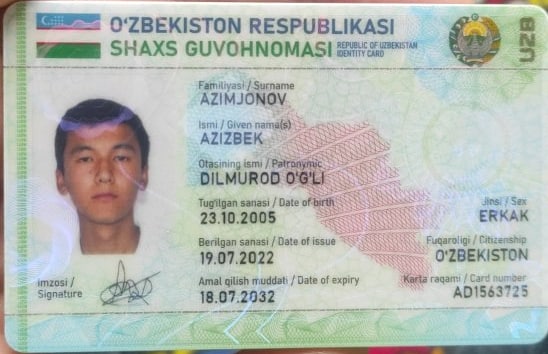 O'ZBEKISTON RESPUBLIKASI
SHAXS GUVOHNOMASI
REPUBLIC OF UZBEKISTAN
IDENTITY CARD
UZB
Familiyasi / Surname
AZIMJONOV
Ismi / Given name(s)
AZIZBEK
Otasining ismi / Patronymic
DILMUROD O'G'LI
Tug'ilgan sanasi / Date of birth
23.10.2005
Jinsi / Sex
ERKAK
Berilgan sanasi / Date of issue
19.07.2022
Fuqaroligi / Citizenship
O'ZBEKISTON
Amal qilish muddati / Date of expiry
18.07.2032
Karta raqami / Card number
AD1563725
Imzosi /
Signature